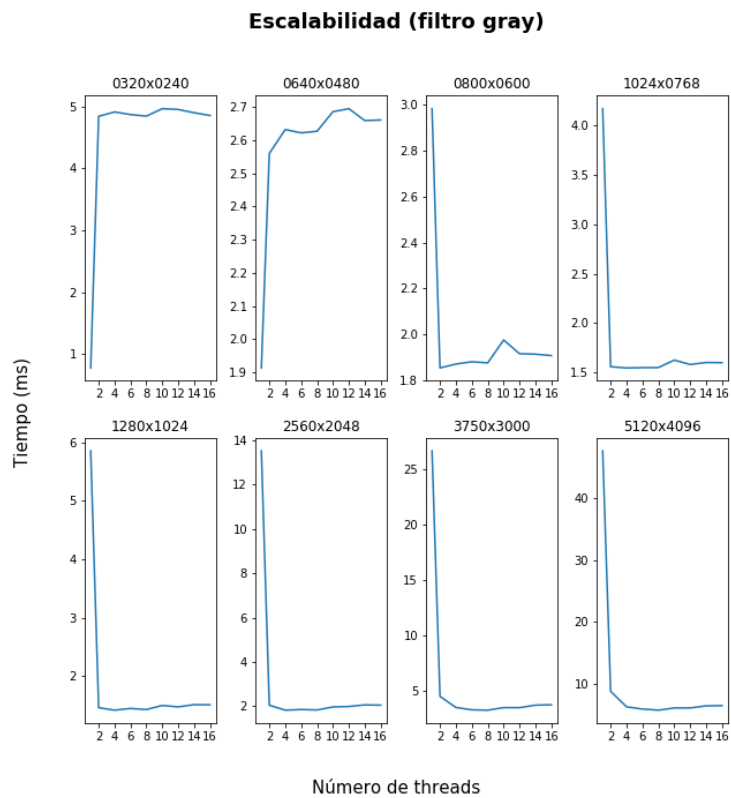 Escalabilidad (filtro gray)
0320x0240
0640x0480
0800x0600
1024x0768
5
4
3
2
1
2.7
2.6
2.5
2.4
2.3
2.2
2.1
2.0
1.9
3.0
2.8
2.6
2.4
2.2
2.0
1.8
4.0
3.5
3.0
2.5
2.0
1.5
2 4 6 8 10 12 14 16
2 4 6 8 10 12 14 16
2 4 6 8 10 12 14 16
2 4 6 8 10 12 14 16
Tiempo (ms)
1280x1024
2560x2048
3750x3000
5120x4096
6
5
4
3
2
14
12
10
8
6
4
2
25
20
15
10
5
40
30
20
10
2 4 6 8 10 12 14 16
2 4 6 8 10 12 14 16
2 4 6 8 10 12 14 16
2 4 6 8 10 12 14 16
Número de threads